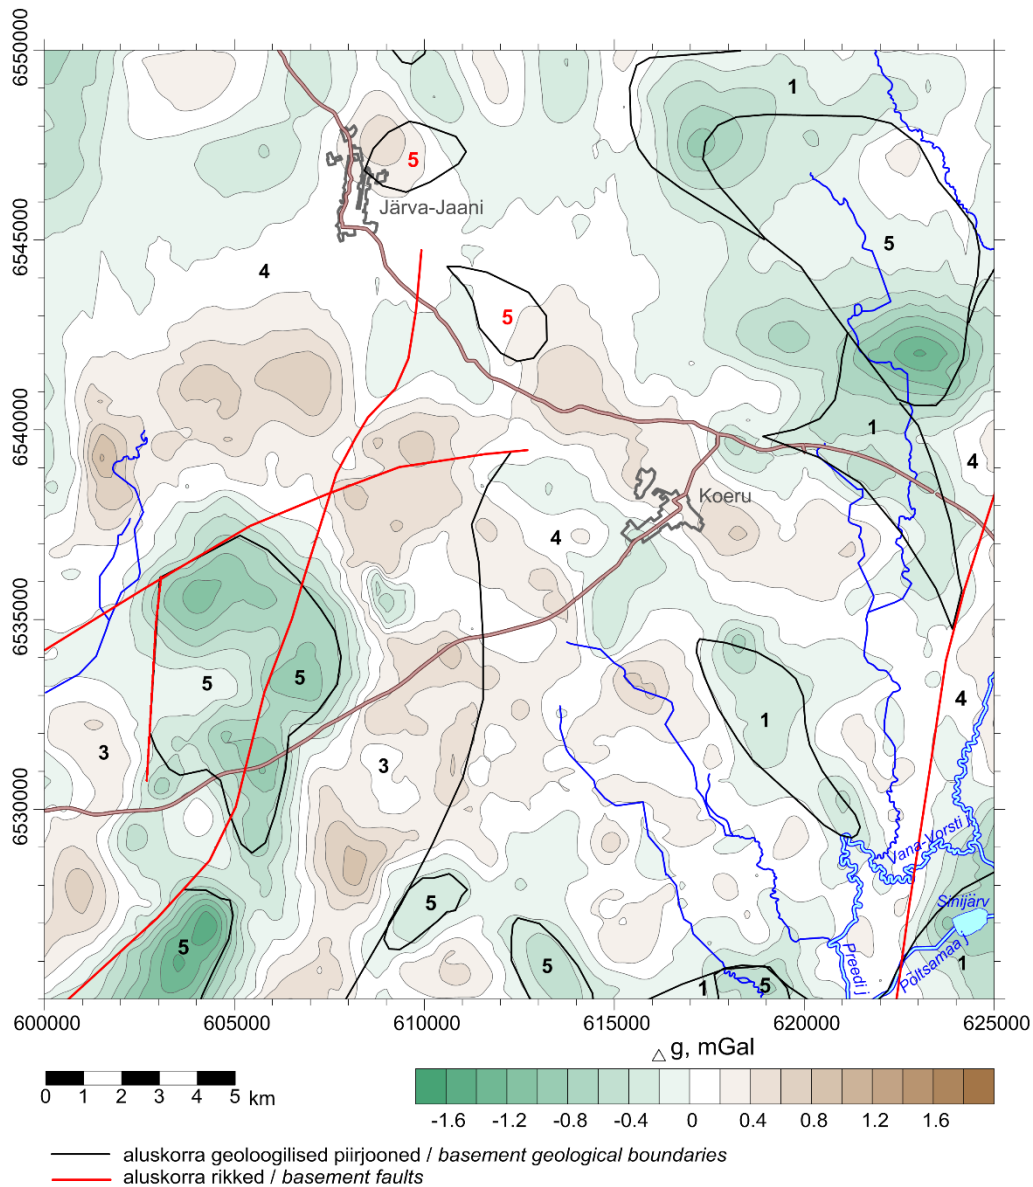 6550000
6545000
6540000
6535000
6530000
1
5
Järva-Jaani
5
4
5
1
4
Koeru
4
5
5
4
1
3
3
Vana-Võrsti j
5
Sinijärv
5
5
1
5
1
Preedi j
Põltsamaa j
600000 605000 610000 615000 620000 625000
△ g, mGal
0 1 2 3 4 5 km
-1.6 -1.2 -0.8 -0.4 0 0.4 0.8 1.2 1.6
aluskorra geoloogilised piirjooned / basement geological boundaries
aluskorra rikked / basement faults